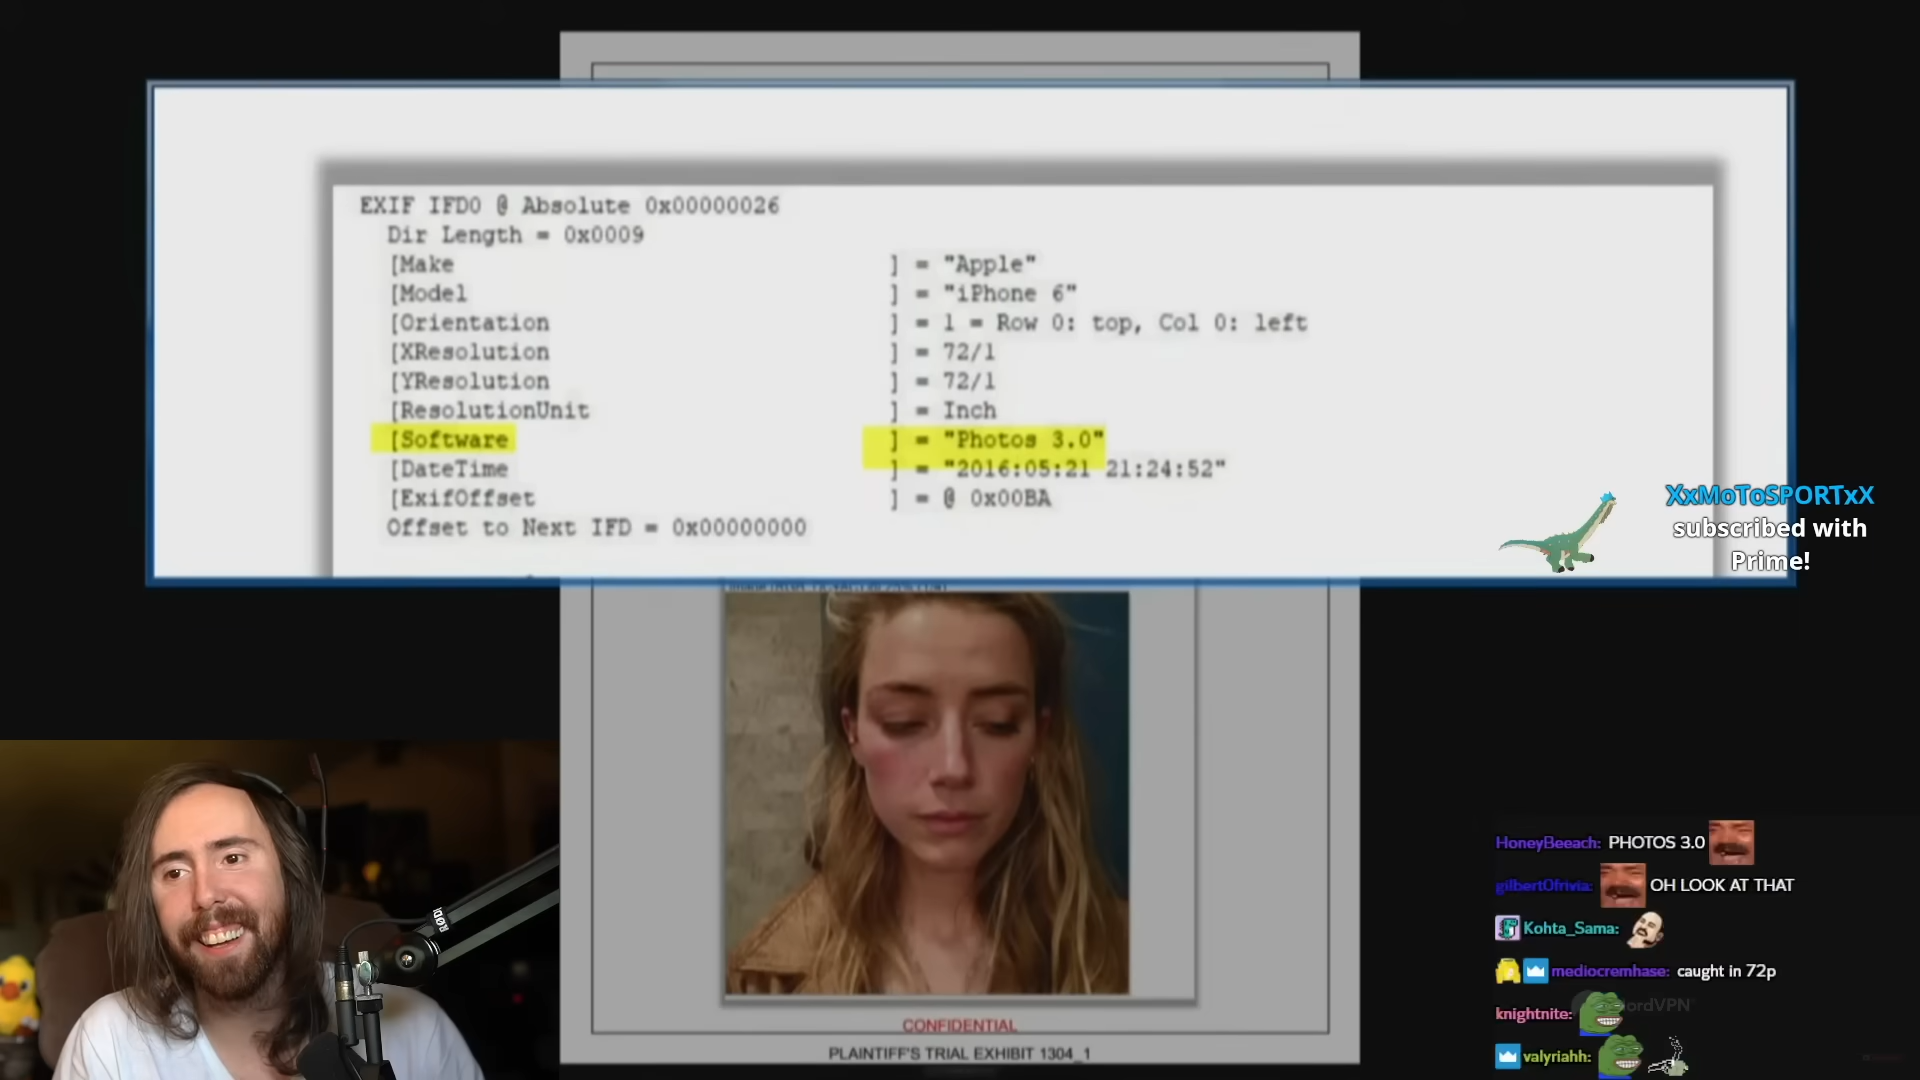 EXIF IFD0 @ Absolute 0x00000026
Dir Length = 0x0009
[Make ] = "Apple"
[Model ] = "iPhone 6"
[Orientation ] = 1 = Row 0: top, Col 0: left
[XResolution ] = 72/1
[YResolution ] = 72/1
[ResolutionUnit ] = Inch
[Software ] = "Photos 3.0"
[DateTime ] = "2016:05:21 21:24:52"
[ExifOffset ] = @ 0x00BA
Offset to Next IFD = 0x00000000
XxMoToSPORTxX
subscribed with
Prime!
RØDE
HoneyBeeach: PHOTOS 3.0
gilbert0frivia: OH LOOK AT THAT
Kohta_Sama:
mediocremhase: caught in 72p
knightnite:
NordVPN
valyriahh:
CONFIDENTIAL
PLAINTIFF'S TRIAL EXHIBIT 1304_1